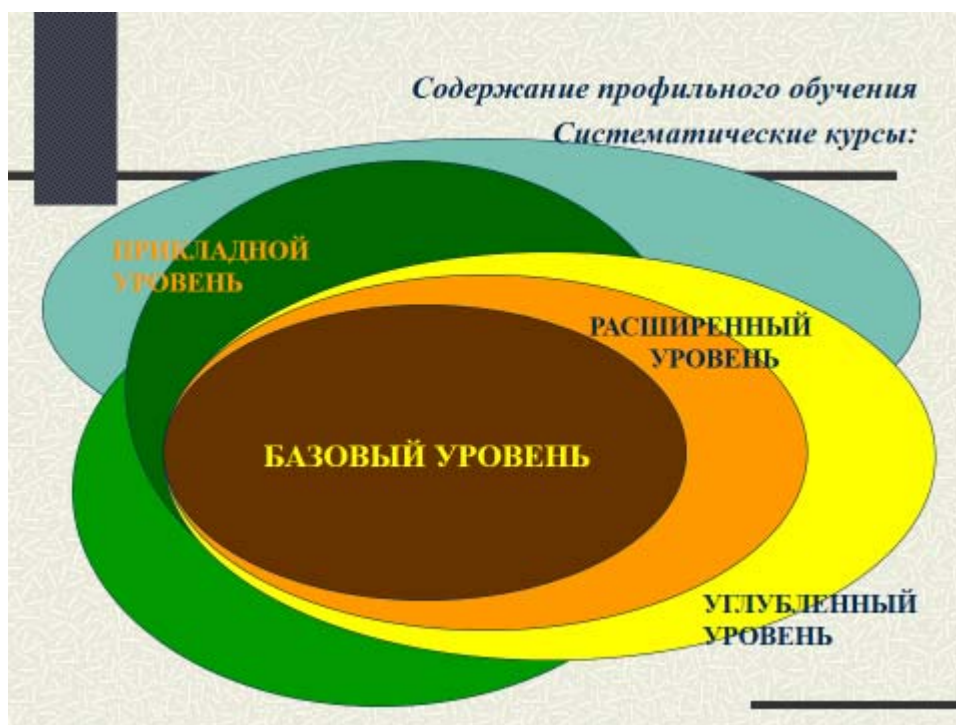 Содержание профильного обучения
Систематические курсы:
ПРИКЛАДНОЙ
УРОВЕНЬ
РАСШИРЕННЫЙ
УРОВЕНЬ
БАЗОВЫЙ УРОВЕНЬ
УГЛУБЛЕННЫЙ
УРОВЕНЬ